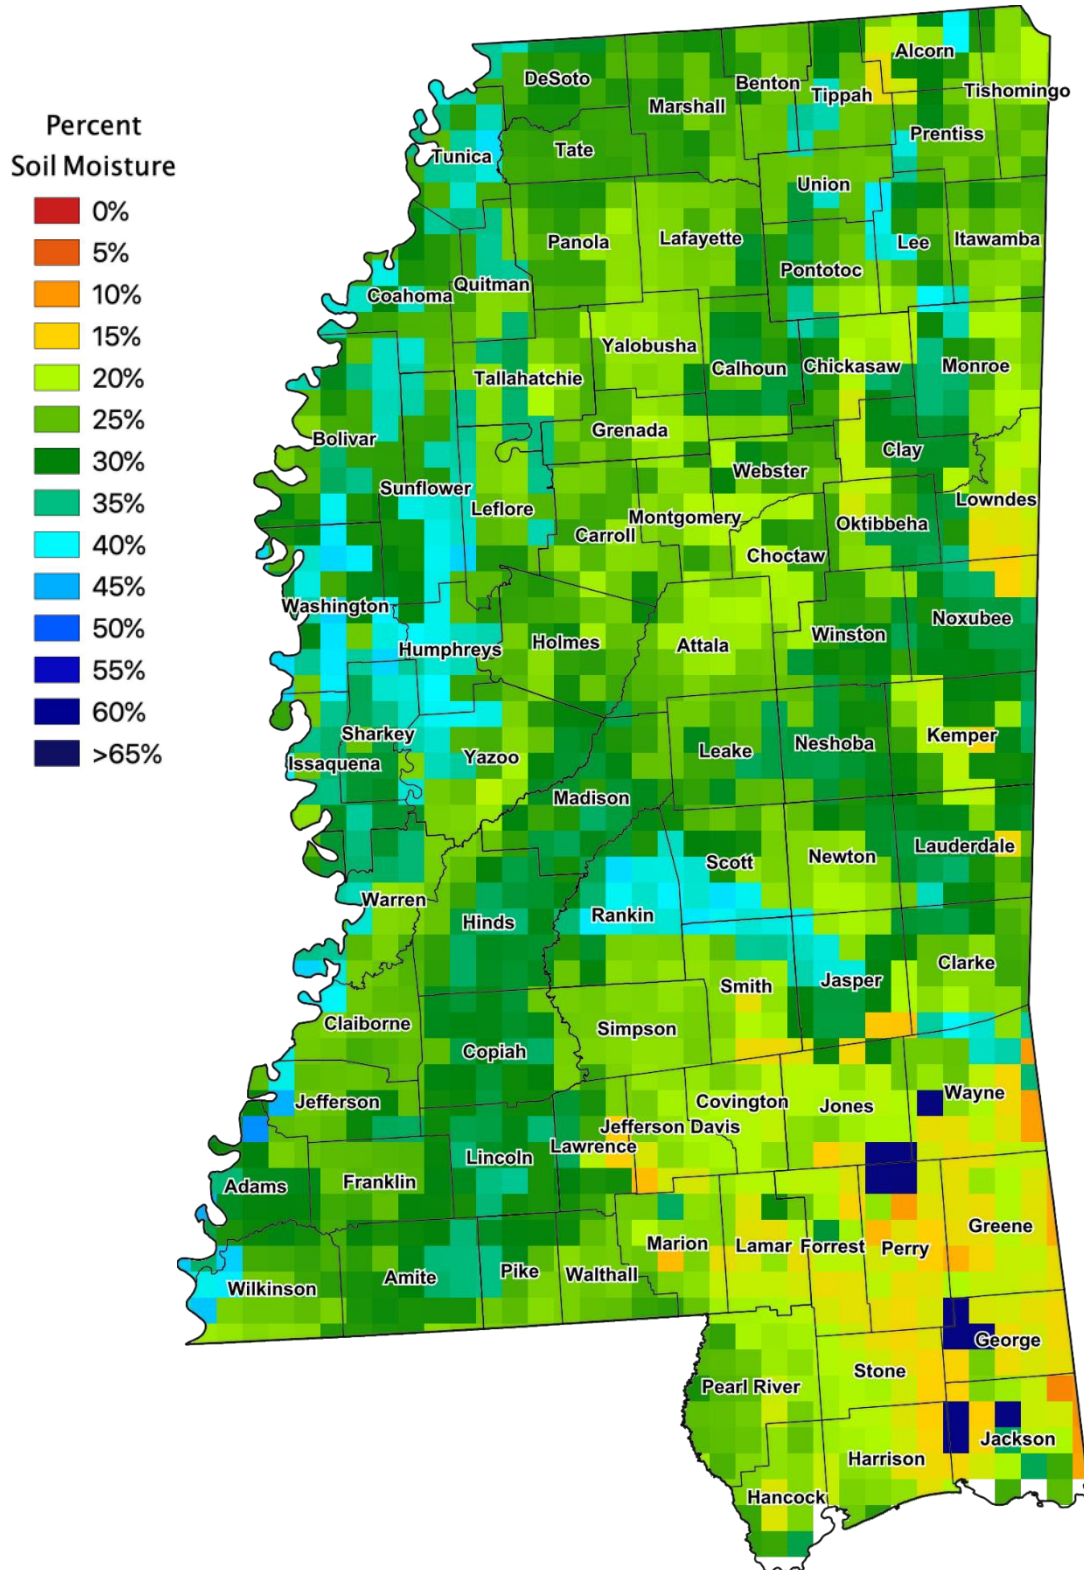 Percent
Soil Moisture
0%
5%
10%
15%
20%
25%
30%
35%
40%
45%
50%
55%
60%
>65%
DeSoto
Marshall
Benton
Tippah
Alcorn
Tishomingo
Tunica
Tate
Prentiss
Union
Panola
Lafayette
Lee
Itawamba
Pontotoc
Coahoma
Quitman
Yalobusha
Calhoun
Chickasaw
Monroe
Tallahatchie
Bolivar
Grenada
Clay
Webster
Sunflower
Leflore
Lowndes
Montgomery
Oktibbeha
Carroll
Choctaw
Washington
Humphreys
Holmes
Attala
Winston
Noxubee
Sharkey
Issaquena
Yazoo
Leake
Neshoba
Kemper
Madison
Scott
Newton
Lauderdale
Warren
Hinds
Rankin
Clarke
Smith
Jasper
Claiborne
Simpson
Copiah
Jefferson
Covington
Jones
Wayne
Jefferson Davis
Lawrence
Lincoln
Adams
Franklin
Marion
Lamar
Forrest
Perry
Greene
Wilkinson
Amite
Pike
Walthall
George
Stone
Pearl River
Jackson
Harrison
Hancock